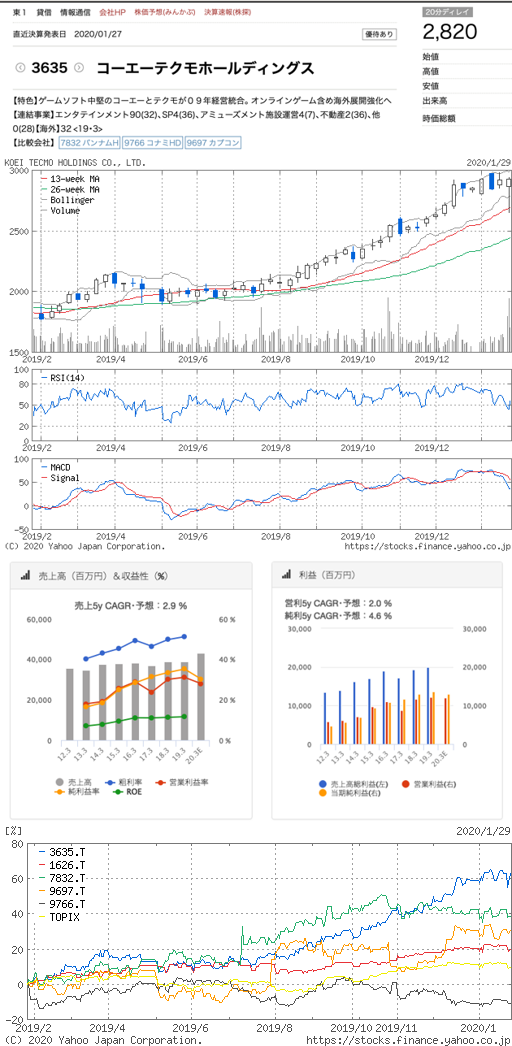 東1 貸借 情報通信 会社HP 株価予想(みんかぶ) 決算速報(株探)
直近決算発表日 2020/01/27
優待あり
20分ディレイ
2,820
始値
高値
安値
出来高
時価総額
3635 コーエーテクモホールディングス
【特色】ゲームソフト中堅のコーエーとテクモが09年経営統合。オンラインゲーム含め海外展開強化へ
【連結事業】エンタテインメント90(32)、SP4(36)、アミューズメント施設運営4(7)、不動産2(36)、他
0(28)【海外】32 <19・3>
【比較会社】 7832 バンナムH 9766 コナミHD 9697 カプコン
KOEI TECMO HOLDINGS CO., LTD. 2020/1/29
3000
2500
2000
1500
13-week MA
26-week MA
Bollinger
Volume
2019/2 2019/4 2019/6 2019/8 2019/10 2019/12
100
80
60
40
20
0
RSI(14)
2019/2 2019/4 2019/6 2019/8 2019/10 2019/12
100
50
0
-50
MACD
Signal
2019/2 2019/4 2019/6 2019/8 2019/10 2019/12
(C) 2020 Yahoo Japan Corporation. https://stocks.finance.yahoo.co.jp
売上高（百万円）＆収益性（%）
売上5y CAGR・予想：2.9 %
60,000
40,000
20,000
0
60 %
40 %
20 %
0 %
12.3 13.3 14.3 15.3 16.3 17.3 18.3 19.3 20.3E
売上高 粗利率 営業利益率
純利益率 ROE
利益（百万円）
営利5y CAGR・予想：2.0 %
純利5y CAGR・予想：4.6 %
30,000
20,000
10,000
0
30,000
20,000
10,000
0
12.3 13.3 14.3 15.3 16.3 17.3 18.3 19.3 20.3E
売上高総利益(左) 営業利益(右)
当期純利益(右)
[%] 2020/1/29
80
60
40
20
0
-20
3635.T
1626.T
7832.T
9697.T
9766.T
TOPIX
2019/2 2019/4 2019/6 2019/8 2019/10 2019/11 2020/1
(C) 2020 Yahoo Japan Corporation. https://stocks.finance.yahoo.co.jp